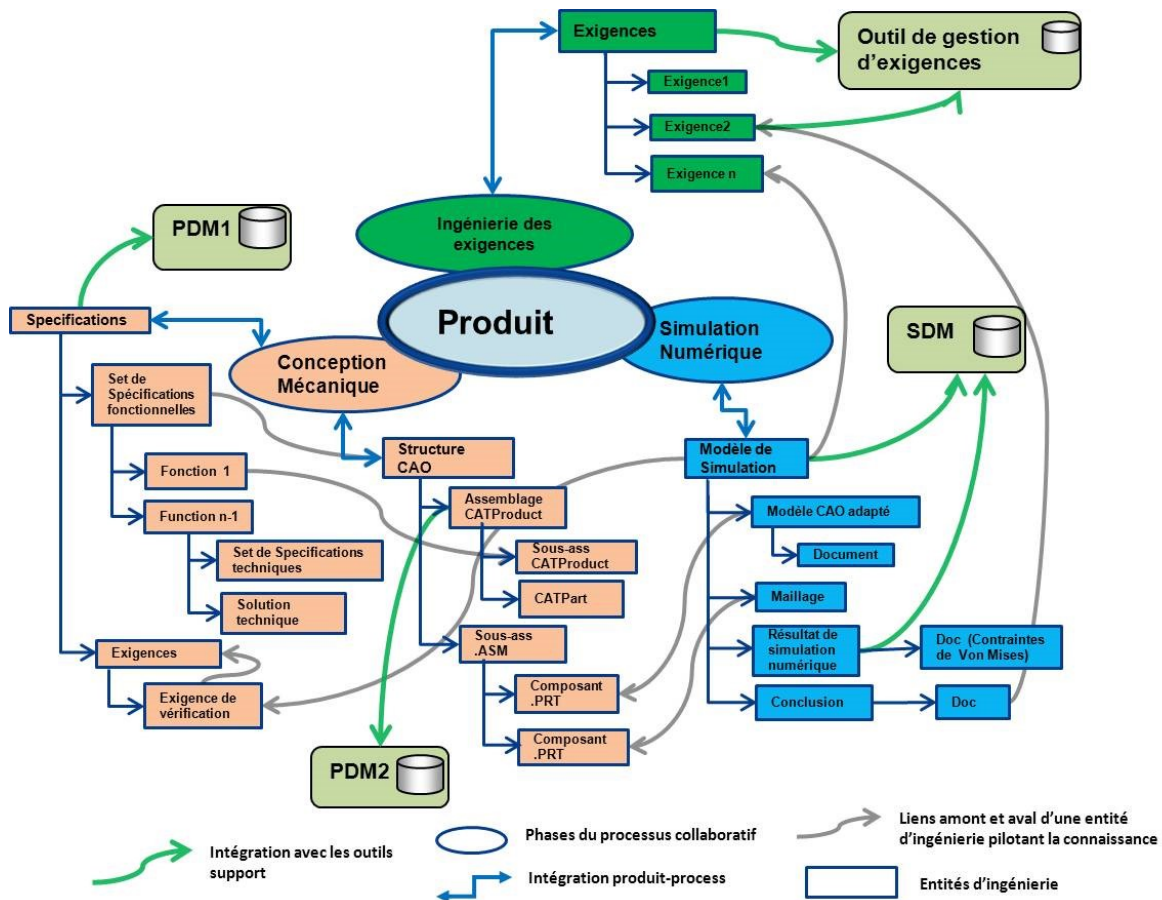 Exigences
Outil de gestion
d'exigences
Exigence1
Exigence2
Exigence n
Ingénierie des
exigences
PDM1
Produit
Specifications
Simulation
Numérique
SDM
Conception
Mécanique
Set de
Spécifications
fonctionnelles
Structure
CAO
Modèle de
Simulation
Fonction 1
Assemblage
CATProduct
Modèle CAO adapté
Function n-1
Document
Set de Specifications
techniques
Sous-ass
CATProduct
Solution
technique
CATPart
Maillage
Exigences
Sous-ass
.ASM
Résultat de
simulation
numérique
Doc (Contraintes
de Von Mises)
Exigence de
vérification
Composant
.PRT
Conclusion
Doc
Composant
.PRT
PDM2
Intégration avec les outils
support
Phases du processus collaboratif
Liens amont et aval d'une entité
d'ingénierie pilotant la connaissance
Intégration produit-process
Entités d'ingénierie